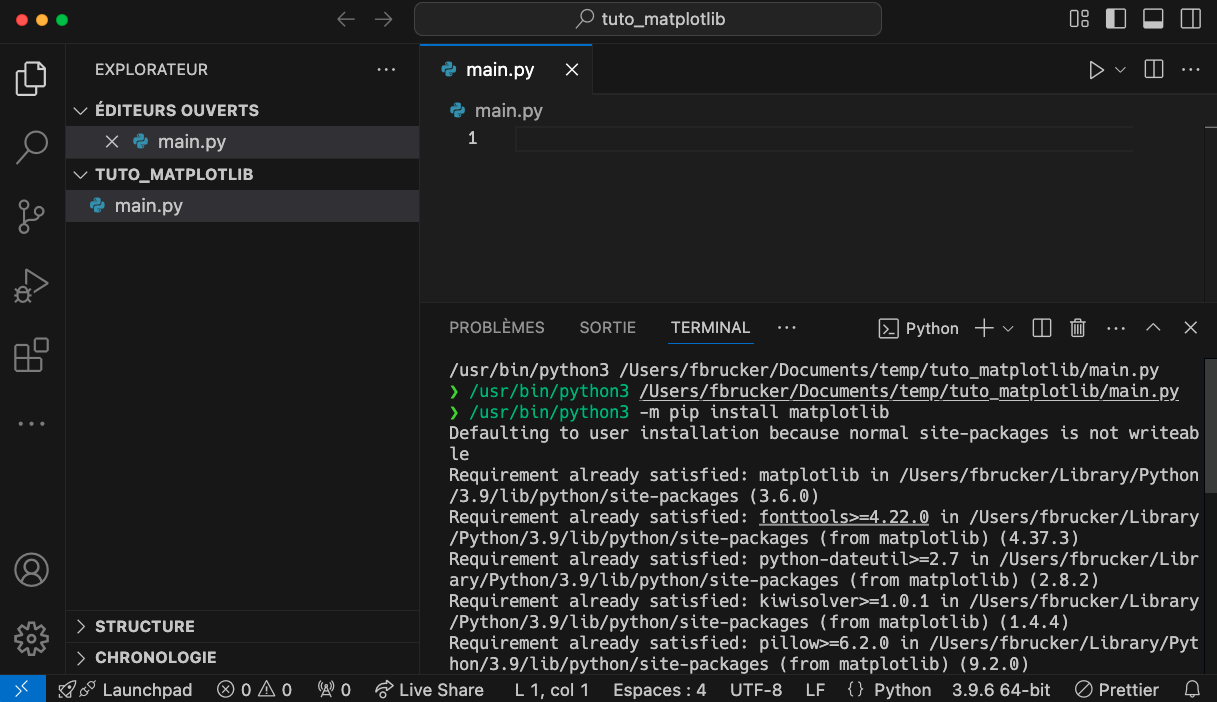 tuto_matplotlib
EXPLORATEUR
ÉDITEURS OUVERTS
main.py
TUTO_MATPLOTLIB
main.py
STRUCTURE
CHRONOLOGIE
main.py
main.py
1
PROBLÈMES SORTIE TERMINAL Python
/usr/bin/python3 /Users/fbrucker/Documents/temp/tuto_matplotlib/main.py
❯ /usr/bin/python3 /Users/fbrucker/Documents/temp/tuto_matplotlib/main.py
❯ /usr/bin/python3 -m pip install matplotlib
Defaulting to user installation because normal site-packages is not writeab
le
Requirement already satisfied: matplotlib in /Users/fbrucker/Library/Python
/3.9/lib/python/site-packages (3.6.0)
Requirement already satisfied: fonttools>=4.22.0 in /Users/fbrucker/Library
/Python/3.9/lib/python/site-packages (from matplotlib) (4.37.3)
Requirement already satisfied: python-dateutil>=2.7 in /Users/fbrucker/Libr
ary/Python/3.9/lib/python/site-packages (from matplotlib) (2.8.2)
Requirement already satisfied: kiwisolver>=1.0.1 in /Users/fbrucker/Library
/Python/3.9/lib/python/site-packages (from matplotlib) (1.4.4)
Requirement already satisfied: pillow>=6.2.0 in /Users/fbrucker/Library/Pyt
hon/3.9/lib/python/site-packages (from matplotlib) (9.2.0)
Launchpad 0 0 0 Live Share L 1, col 1 Espaces : 4 UTF-8 LF {} Python 3.9.6 64-bit Prettier